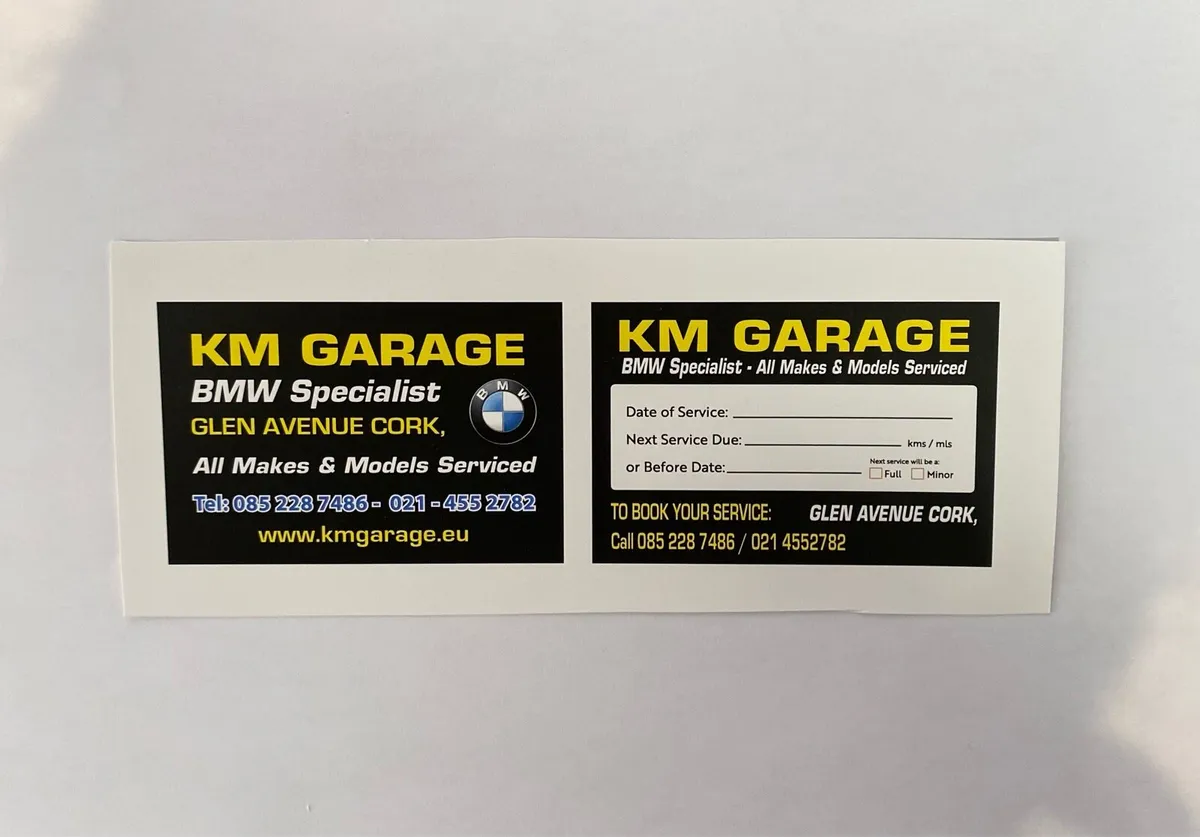 KM GARAGE
BMW Specialist
BMW
GLEN AVENUE CORK,
All Makes & Models Serviced
Tel: 085 228 7486 - 021 - 455 2782
www.kmgarage.eu
KM GARAGE
BMW Specialist - All Makes & Models Serviced
Date of Service:
Next Service Due: kms / mls
or Before Date:
Next service will be a:
Full Minor
TO BOOK YOUR SERVICE: GLEN AVENUE CORK,
Call 085 228 7486 / 021 4552782